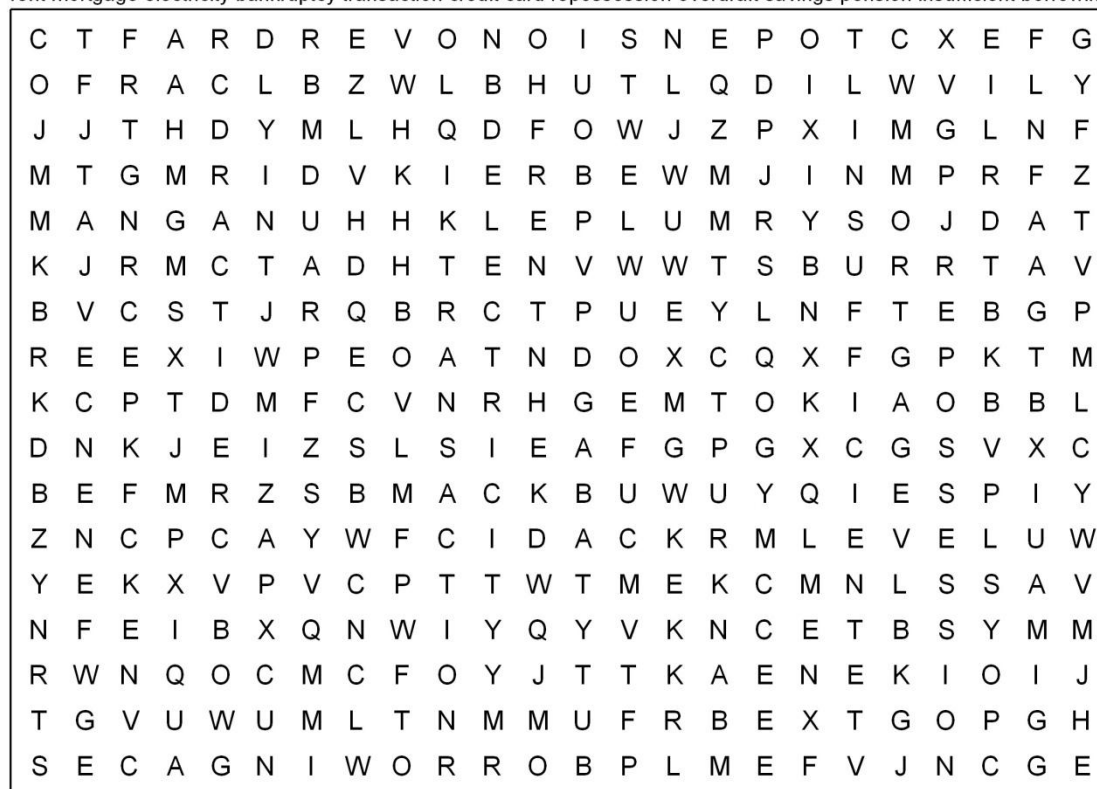 rent mortgage electricity bankruptcy transaction credit card repossession overdraft savings pension insufficient borrowing
C T F A R D R E V O N O I S N E P O T C X E F G
O F R A C L B Z W L B H U T L Q D I L W V I L Y
J J T H D Y M L H Q D F O W J Z P X I M G L N F
M T G M R I D V K I E R B E W M J I N M P R F Z
M A N G A N U H H K L E P L U M R Y S O J D A T
K J R M C T A D H T E N V W W T S B U R R T A V
B V C S T J R Q B R C T P U E Y L N F T E B G P
R E E X I W P E O A T N D O X C Q X F G P K T M
K C P T D M F C V N R H G E M T O K I A O B B L
D N K J E I Z S L S I E A F G P G X C G S V X C
B E F M R Z S B M A C K B U W U Y Q I E S P I Y
Z N C P C A Y W F C I D A C K R M L E V E L U W
Y E K X V P V C P T T W T M E K C M N L S S A V
N F E I B X Q N W I Y Q Y V K N C E T B S Y M M
R W N Q O C M C F O Y J T T K A E N E K I O I J
T G V U W U M L T N M M U F R B E X T G O P G H
S E C A G N I W O R R O B P L M E F V J N C G E